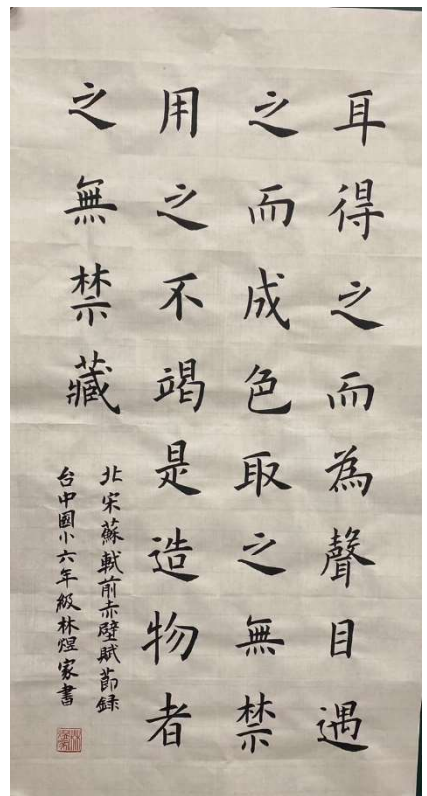 耳得之而為聲目遇
之而成色取之無禁
用之不竭是造物者
之無禁藏
北宋蘇軾前赤壁賦節録
台中國小六年級林煜家書